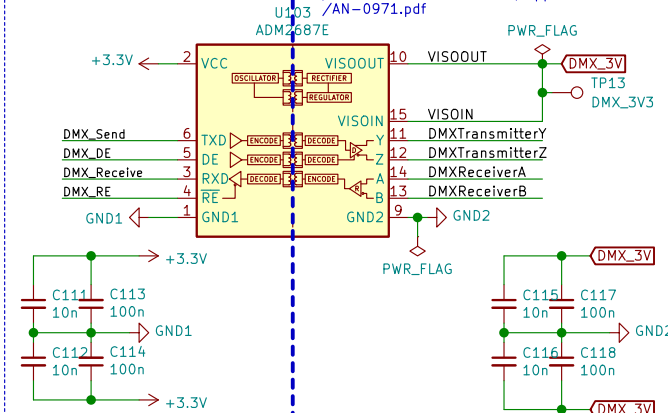 /AN-0971.pdf
U103
ADM2687E
PWR_FLAG
+3.3V
2
VCC
VISOOUT
10
VISOOUT
DMX_3V
OSCILLATOR
RECTIFIER
REGULATOR
TP13
DMX_3V3
VISOIN
15
VISOIN
DMX_Send
6
TXD
ENCODE
DECODE
D
Y
11
DMXTransmitterY
DMX_DE
5
DE
ENCODE
DECODE
Z
12
DMXTransmitterZ
DMX_Receive
3
RXD
DECODE
ENCODE
R
A
14
DMXReceiverA
DMX_RE
4
RE
B
13
DMXReceiverB
GND1
1
GND1
GND2
9
GND2
PWR_FLAG
+3.3V
DMX_3V
C111
10n
C113
100n
C115
10n
C117
100n
GND1
GND2
C112
10n
C114
100n
C116
10n
C118
100n
+3.3V
DMX_3V